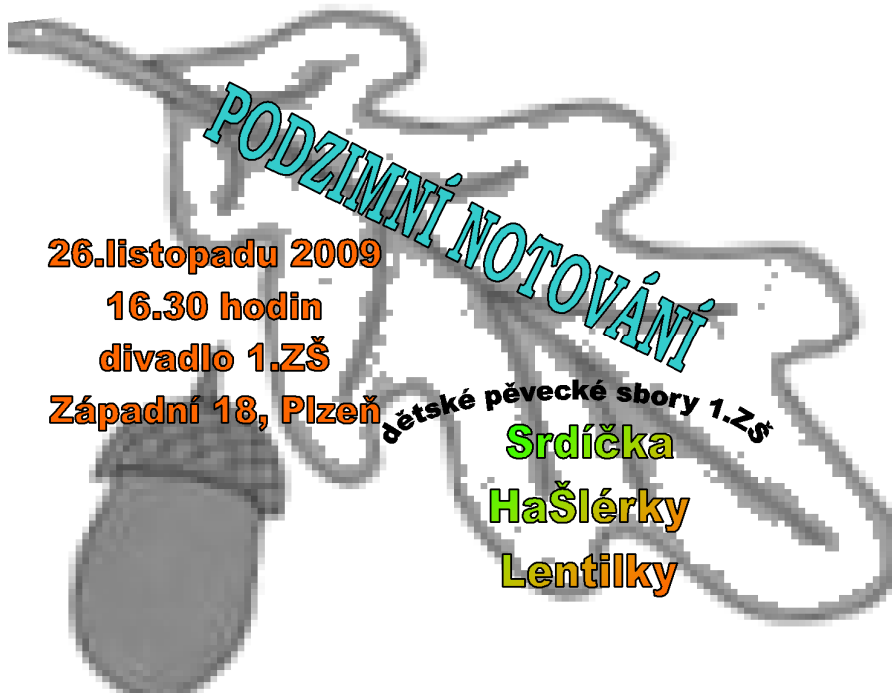 PODZIMNÍ NOTOVÁNÍ
26.listopadu 2009
16.30 hodin
divadlo 1.ZŠ
Západní 18, Plzeň
dětské pěvecké sbory 1.ZŠ
Srdíčka
HaŠlérky
Lentilky